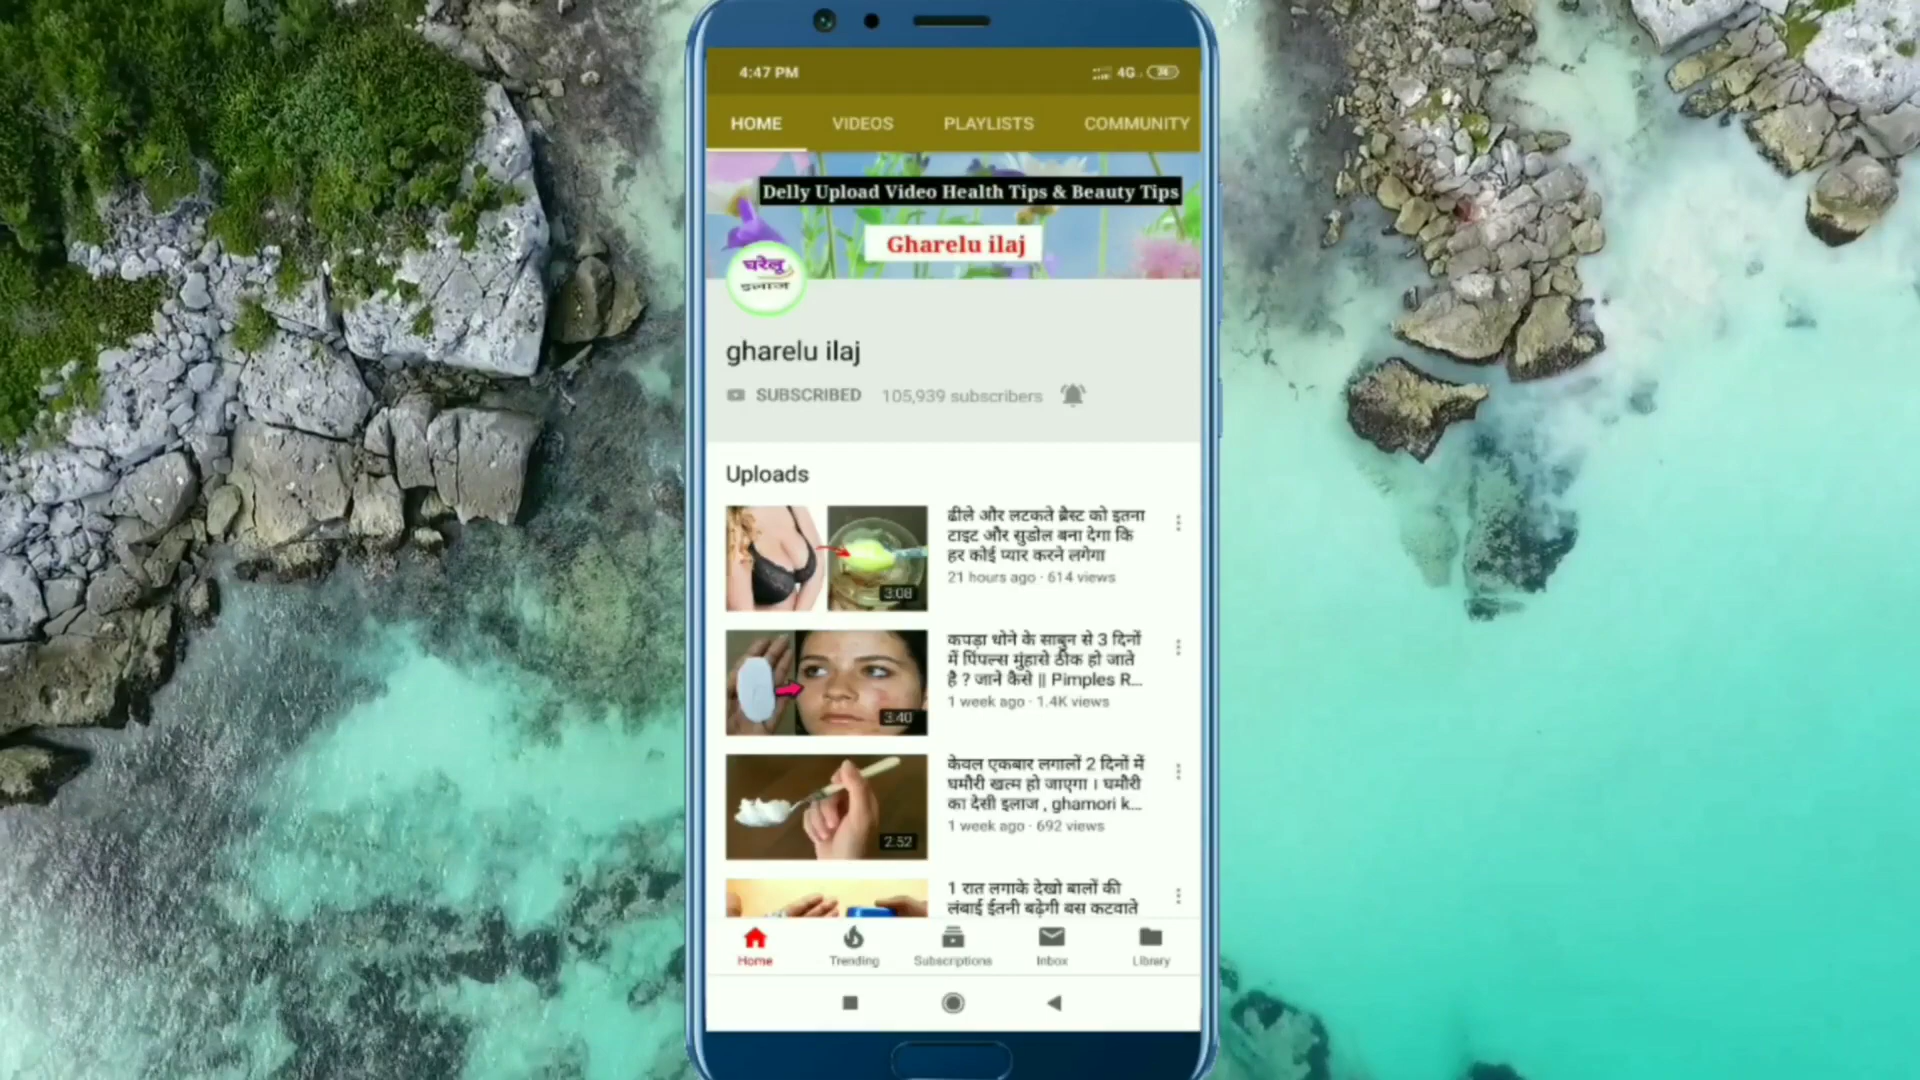 4:47 PM
4G
HOME VIDEOS PLAYLISTS COMMUNITY
Delly Upload Video Health Tips & Beauty Tips
Gharelu ilaj
घरेलू
इलाज
gharelu ilaj
SUBSCRIBED 105,939 subscribers
Uploads
ढीले और लटकते ब्रैस्ट को इतना
टाइट और सुडोल बना देगा कि
हर कोई प्यार करने लगेगा
21 hours ago · 614 views
3:08
कपड़ा धोने के साबुन से 3 दिनों
में पिंपल्स मुंहासे ठीक हो जाते
है ? जाने कैसे || Pimples R...
1 week ago · 1.4K views
3:40
केवल एकबार लगालों 2 दिनों में
घमौरी खत्म हो जाएगा । घमौरी
का देसी इलाज , ghamori k...
1 week ago · 692 views
2:52
1 रात लगाके देखो बालों की
लंबाई ईतनी बढ़ेगी बस कटवाते
Home Trending Subscriptions Inbox Library